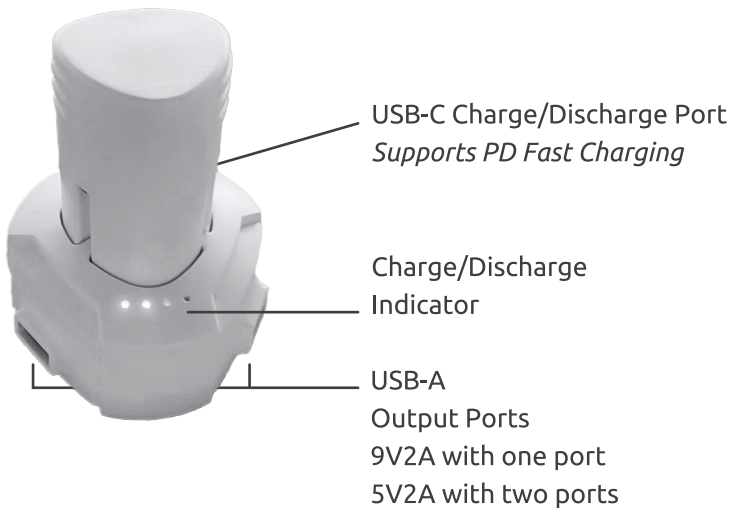 USB-C Charge/Discharge Port
Supports PD Fast Charging
Charge/Discharge
Indicator
USB-A
Output Ports
9V2A with one port
5V2A with two ports